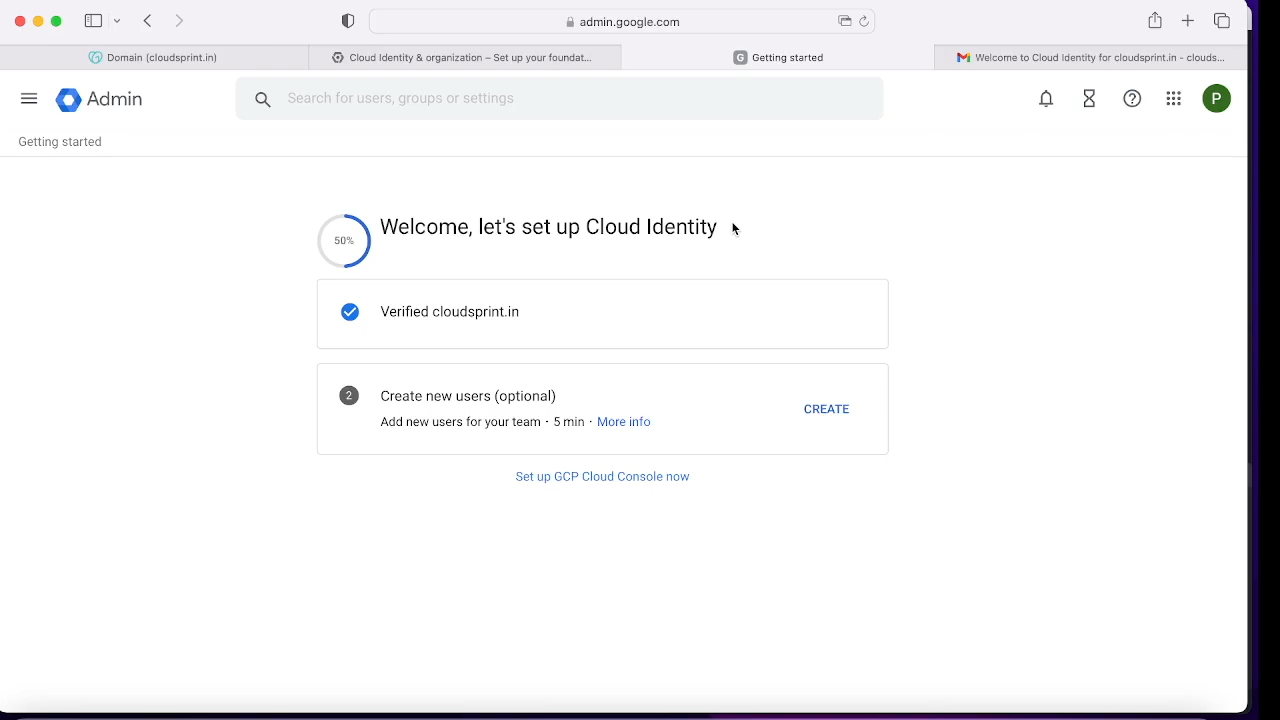 admin.google.com
Domain (cloudsprint.in)
Cloud Identity & organization – Set up your foundat...
G Getting started
Welcome to Cloud Identity for cloudsprint.in - clouds...
Admin
Search for users, groups or settings
P
Getting started
50%
Welcome, let's set up Cloud Identity
Verified cloudsprint.in
2
Create new users (optional)
Add new users for your team · 5 min · More info
CREATE
Set up GCP Cloud Console now